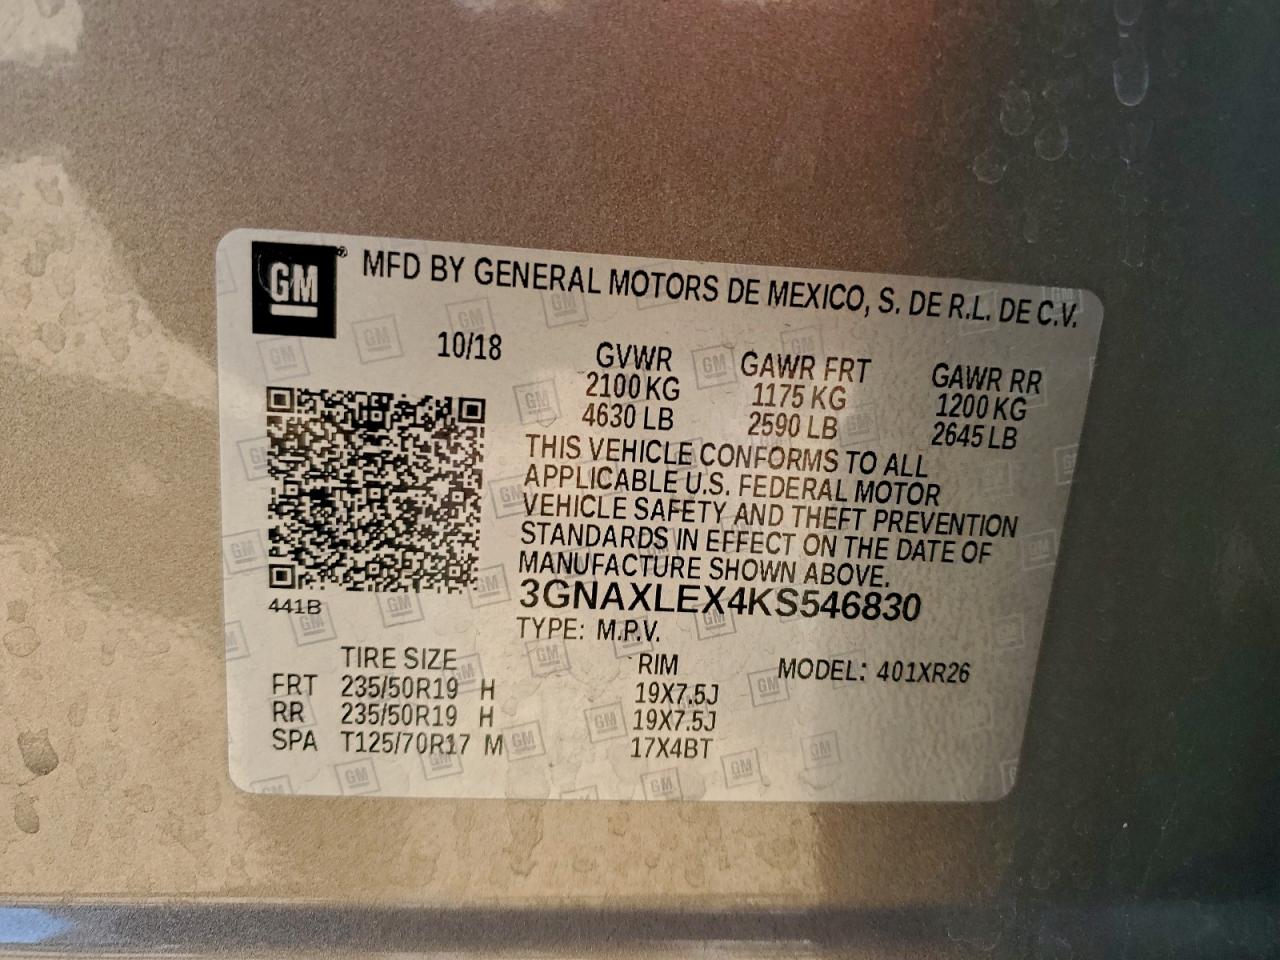 GM® MFD BY GENERAL MOTORS DE MEXICO, S. DE R.L. DE C.V.
10/18
GVWR GAWR FRT GAWR RR
2100 KG 1175 KG 1200 KG
4630 LB 2590 LB 2645 LB
THIS VEHICLE CONFORMS TO ALL
APPLICABLE U.S. FEDERAL MOTOR
VEHICLE SAFETY AND THEFT PREVENTION
STANDARDS IN EFFECT ON THE DATE OF
MANUFACTURE SHOWN ABOVE.
3GNAXLEX4KS546830
441B
TYPE: M.P.V.
TIRE SIZE RIM MODEL: 401XR26
FRT 235/50R19 H 19X7.5J
RR 235/50R19 H 19X7.5J
SPA T125/70R17 M 17X4BT